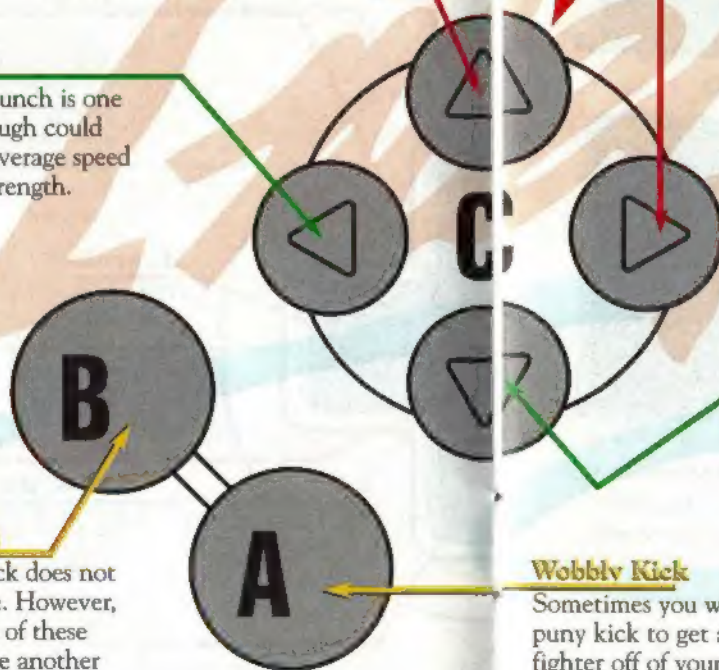 unch is one
ugh could
verage speed
rength.
C
B
A
ck does not
e. However,
of these
e another
Wobbly Kick
Sometimes you w
puny kick to get a
fighter off of your